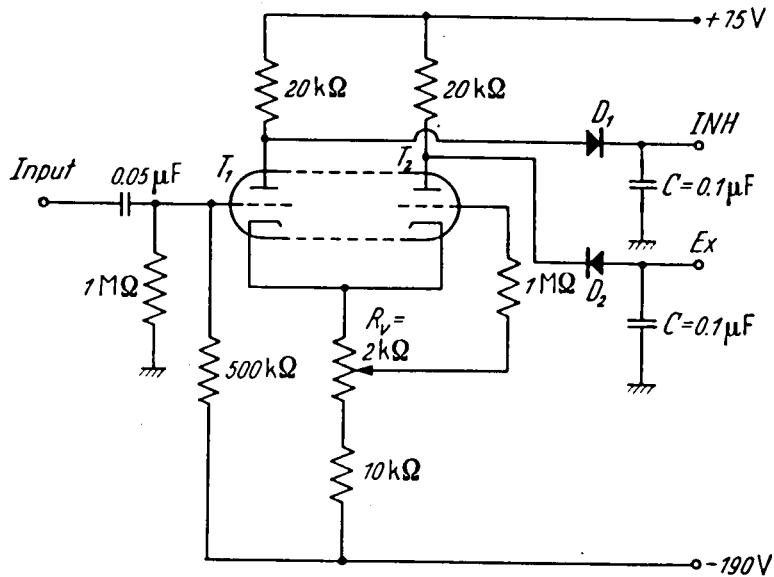 +75V
20kΩ
20kΩ
D₁
INH
Input
0.05μF
T₁
T₂
C=0.1μF
Ex
1MΩ
D₂
1MΩ
R_V=
2kΩ
C=0.1μF
500kΩ
10kΩ
-190V